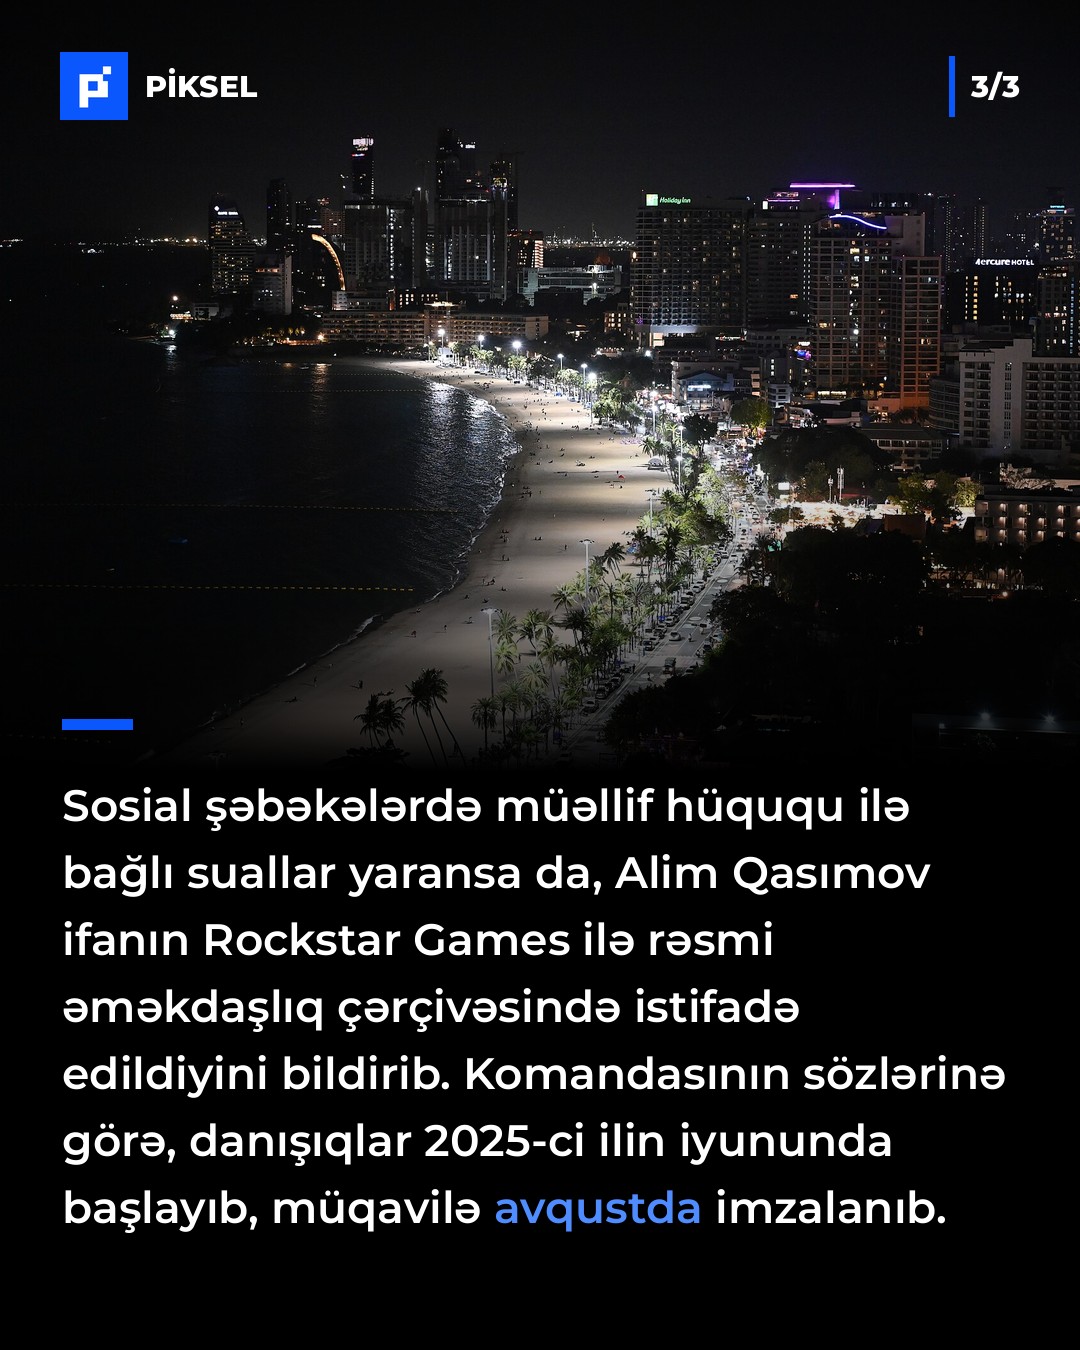 PİKSEL
3/3
Holiday Inn
Mercure HOTEL
Sosial şəbəkələrdə müəllif hüququ ilə
bağlı suallar yaransa da, Alim Qasımov
ifanın Rockstar Games ilə rəsmi
əməkdaşlıq çərçivəsində istifadə
edildiyini bildirib. Komandasının sözlərinə
görə, danışıqlar 2025-ci ilin iyununda
başlayıb, müqavilə avqustda imzalanıb.